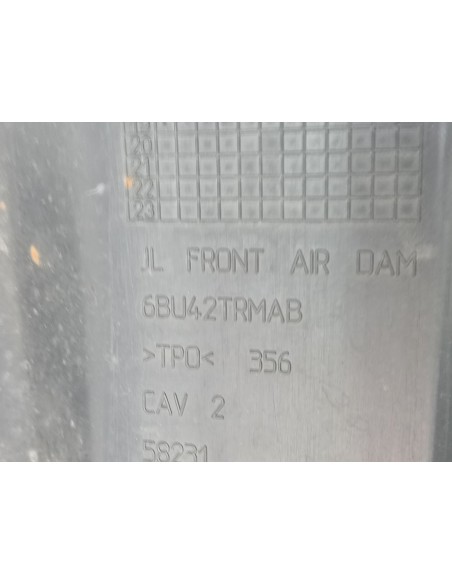 20
21
22
23
JL FRONT AIR DAM
6BU42TRMAB
>TPO< 356
CAV 2
58231